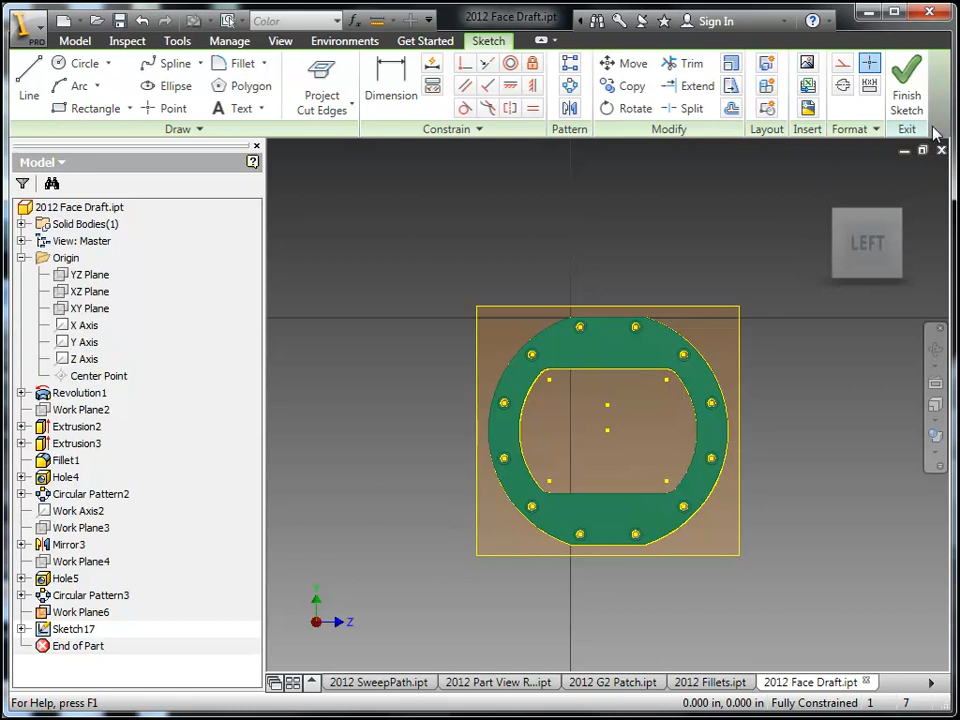 PRO
Color
2012 Face Draft.ipt
Sign In
Model Inspect Tools Manage View Environments Get Started Sketch
Line
Circle
Arc
Rectangle
Spline
Ellipse
Point
Fillet
Polygon
Text
Project
Cut Edges
Dimension
Move
Copy
Rotate
Trim
Extend
Split
Finish
Sketch
Draw Constrain Pattern Modify Layout Insert Format Exit
Model
2012 Face Draft.ipt
Solid Bodies(1)
View: Master
Origin
YZ Plane
XZ Plane
XY Plane
X Axis
Y Axis
Z Axis
Center Point
Revolution1
Work Plane2
Extrusion2
Extrusion3
Fillet1
Hole4
Circular Pattern2
Work Axis2
Work Plane3
Mirror3
Work Plane4
Hole5
Circular Pattern3
Work Plane6
Sketch17
End of Part
LEFT
Y
Z
2012 SweepPath.ipt 2012 Part View R...ipt 2012 G2 Patch.ipt 2012 Fillets.ipt 2012 Face Draft.ipt
For Help, press F1
0.000 in, 0.000 in Fully Constrained 1 7